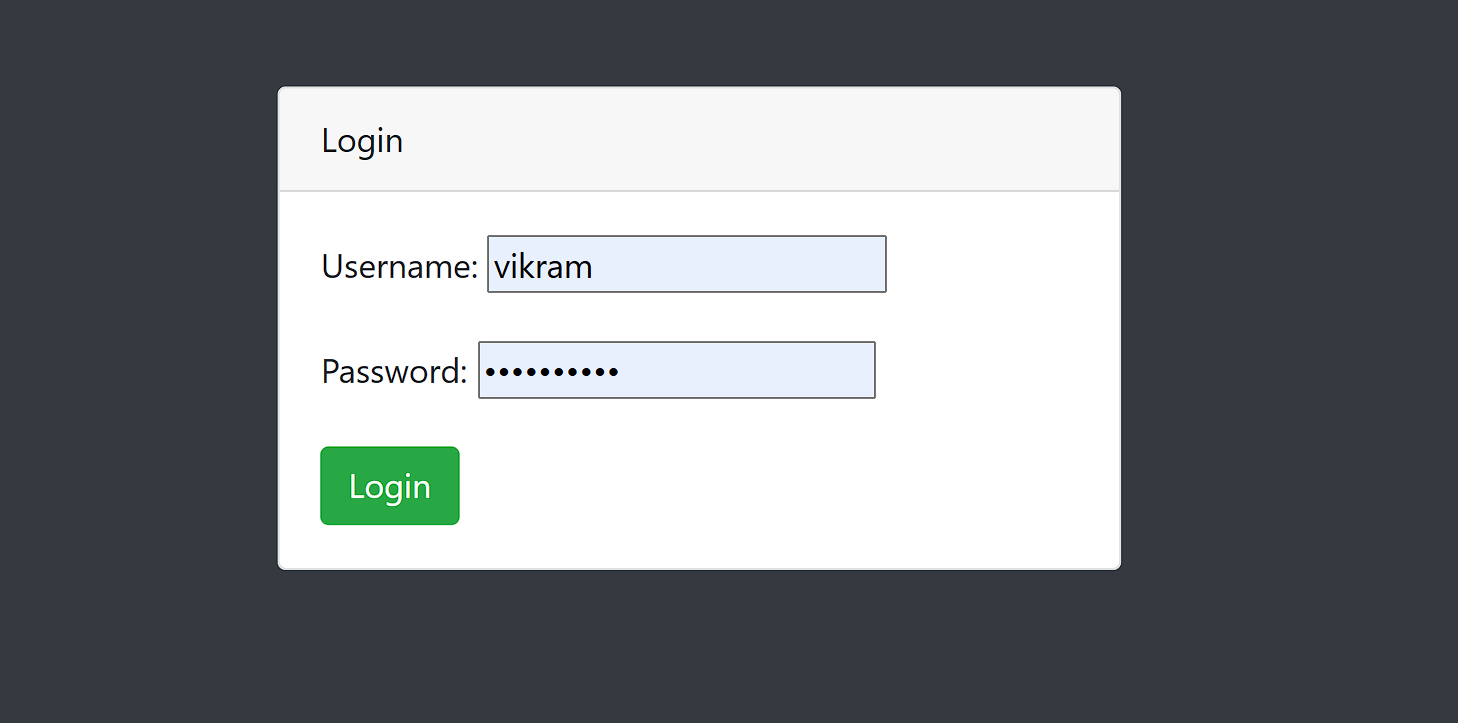 Login
Username: vikram
Password: ••••••••••
Login